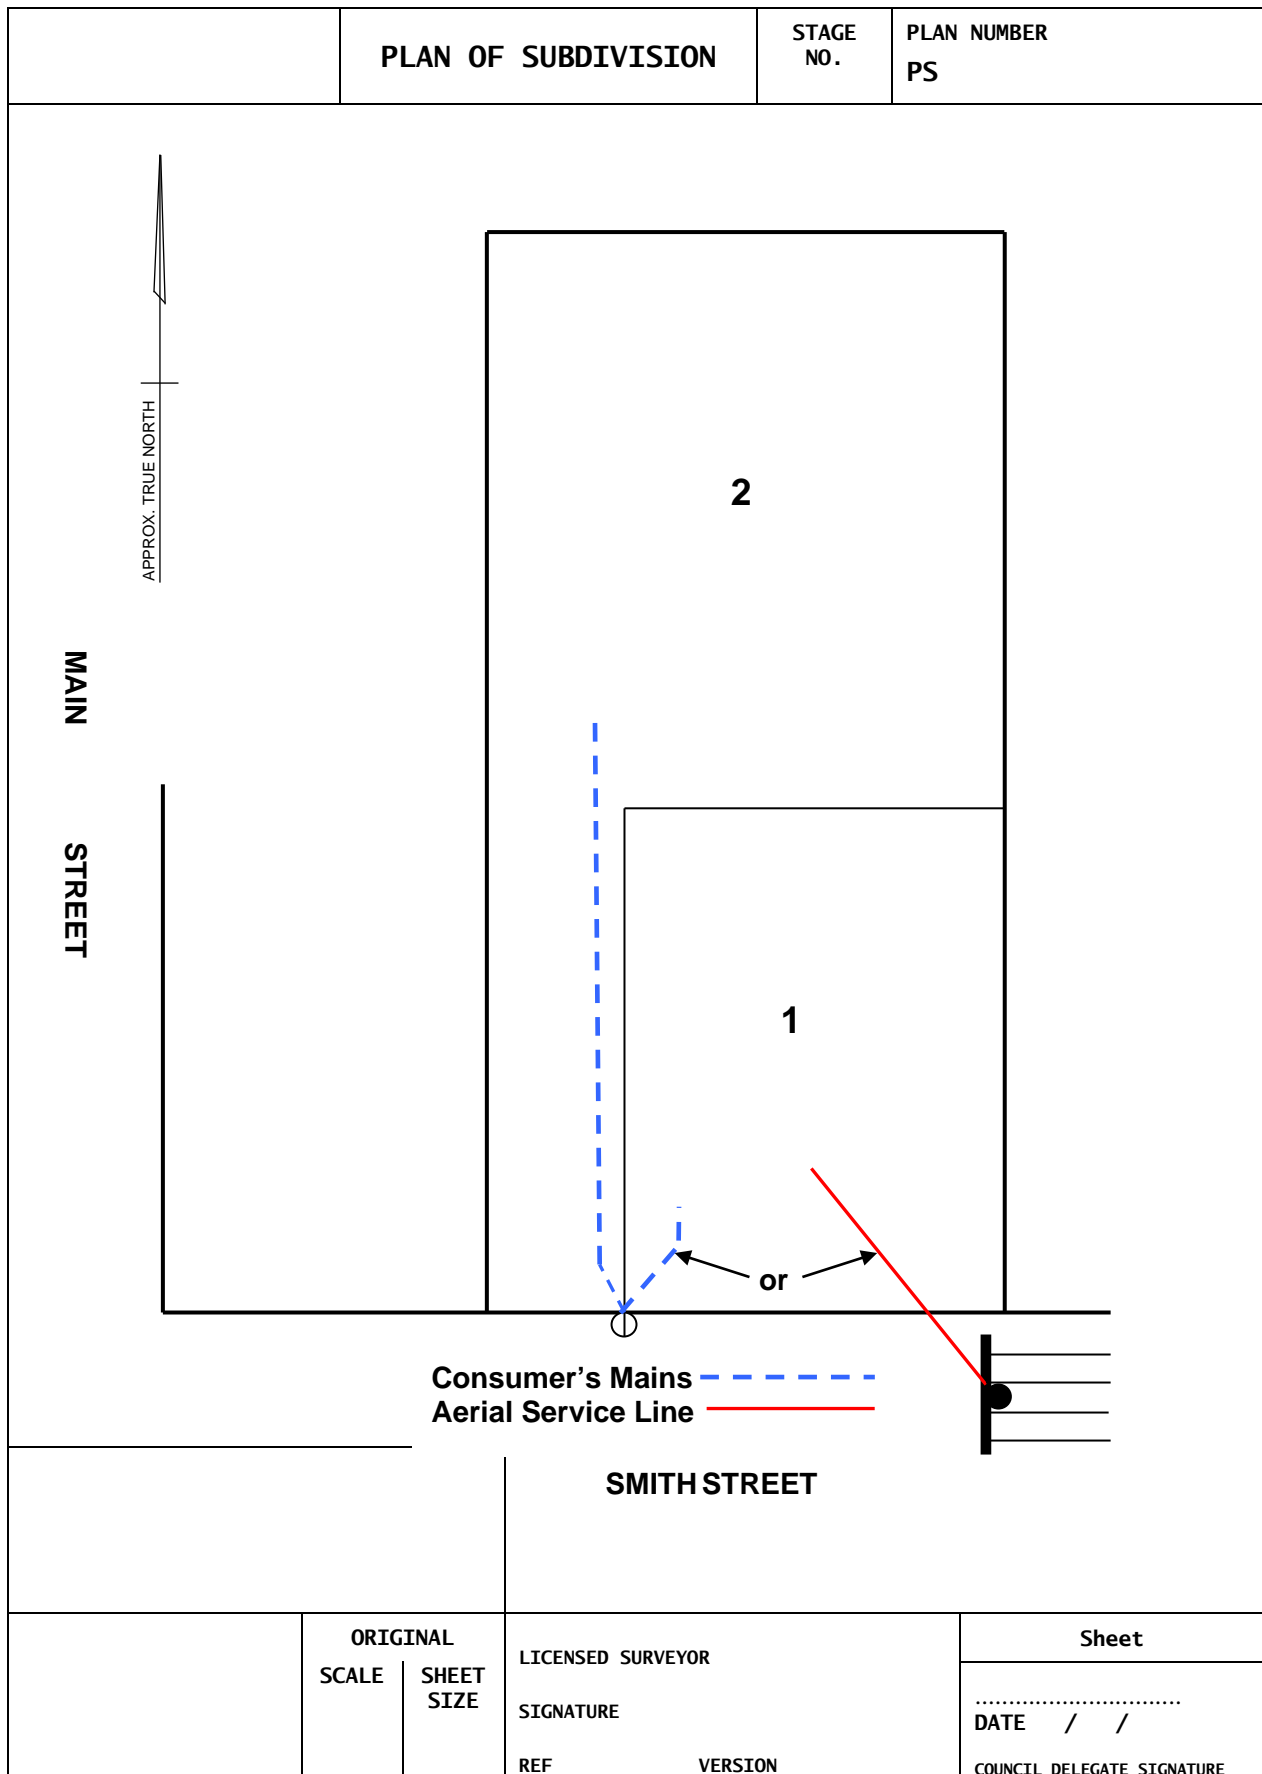 PLAN OF SUBDIVISION
STAGE
NO.
PLAN NUMBER
PS
APPROX. TRUE NORTH
2
MAIN STREET
1
or
Consumer's Mains
Aerial Service Line
SMITH STREET
ORIGINAL
SCALE
SHEET
SIZE
LICENSED SURVEYOR
SIGNATURE
REF VERSION
Sheet
...............................
DATE / /
COUNCIL DELEGATE SIGNATURE